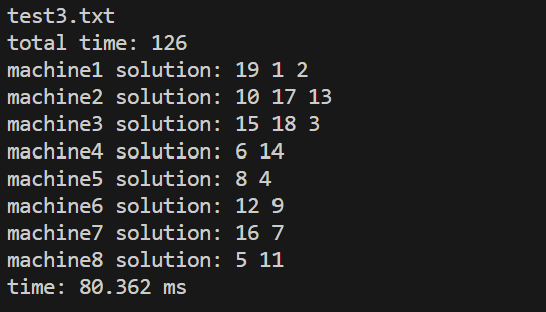 test3.txt
total time: 126
machine1 solution: 19 1 2
machine2 solution: 10 17 13
machine3 solution: 15 18 3
machine4 solution: 6 14
machine5 solution: 8 4
machine6 solution: 12 9
machine7 solution: 16 7
machine8 solution: 5 11
time: 80.362 ms